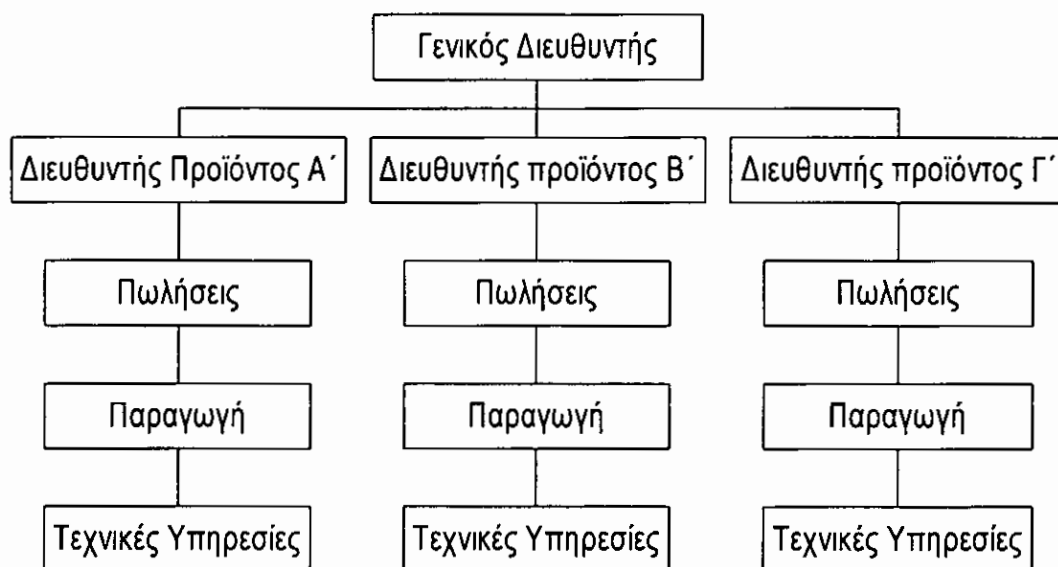 Γενικός Διευθυντής
Διευθυντής Προϊόντος Α΄
Διευθυντής προϊόντος Β΄
Διευθυντής προϊόντος Γ΄
Πωλήσεις
Πωλήσεις
Πωλήσεις
Παραγωγή
Παραγωγή
Παραγωγή
Τεχνικές Υπηρεσίες
Τεχνικές Υπηρεσίες
Τεχνικές Υπηρεσίες